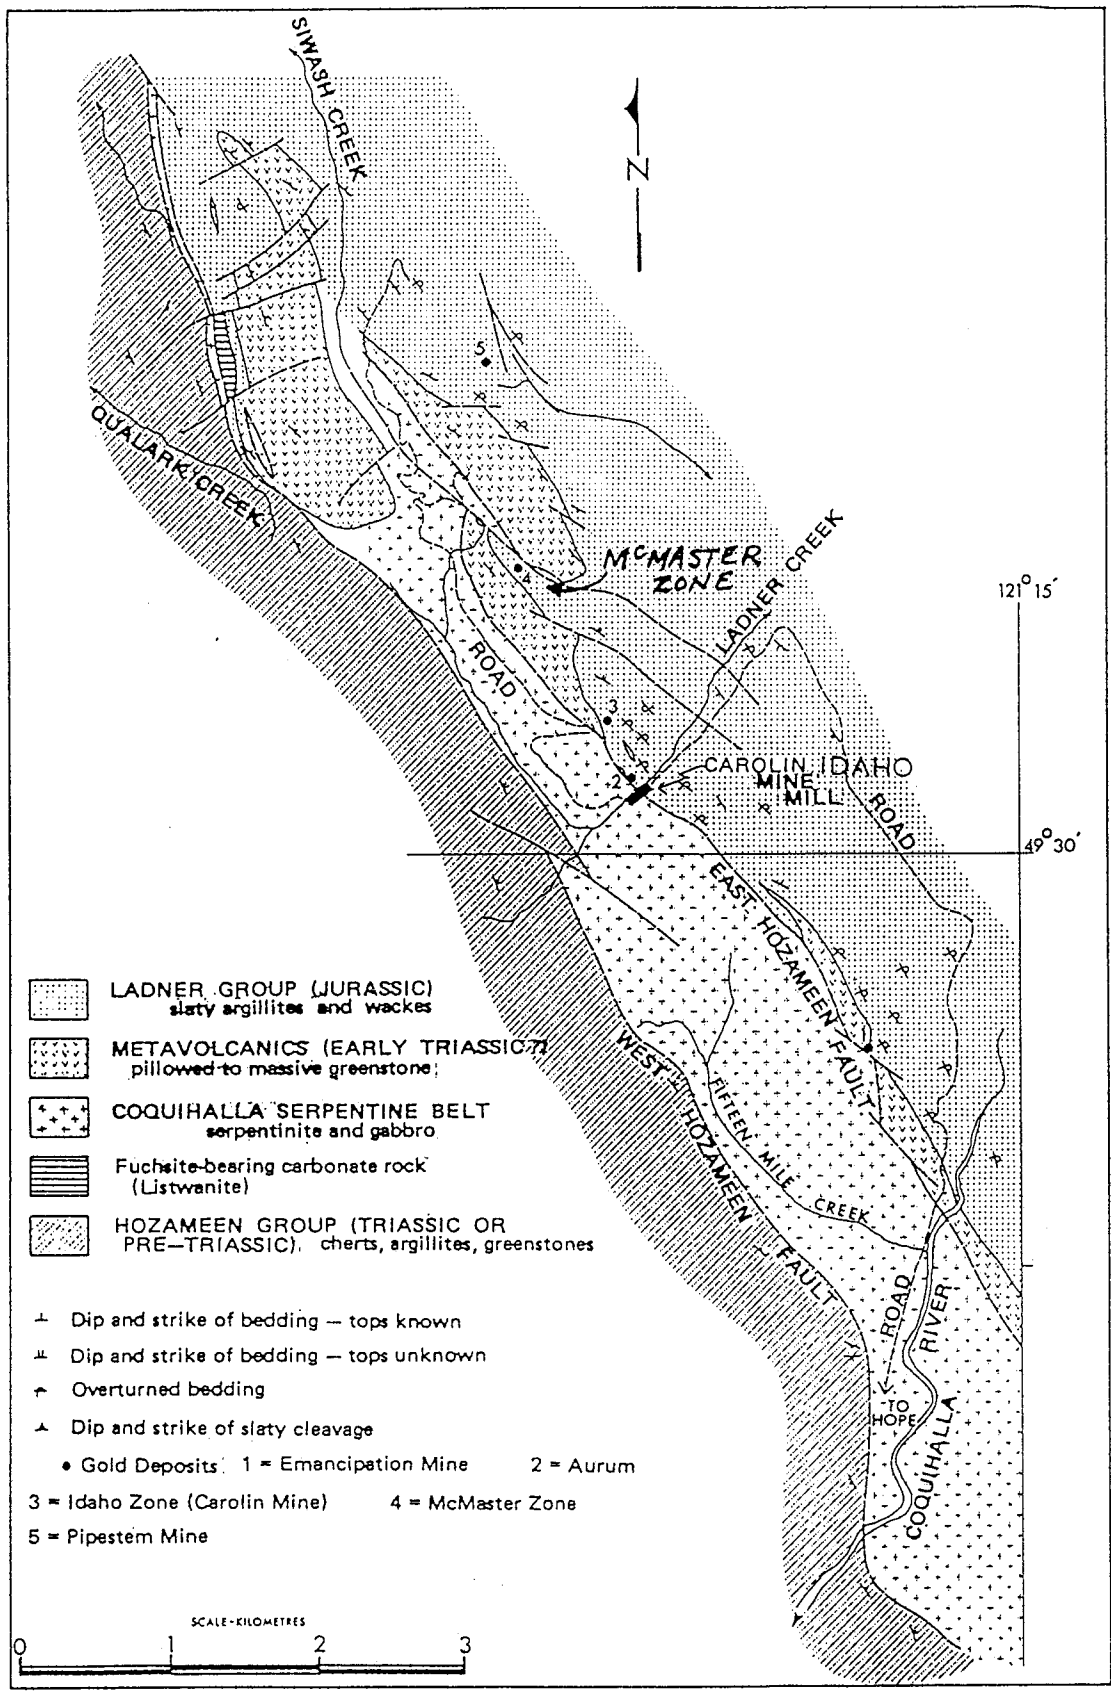 SIWASH CREEK
N
5
QUALARK CREEK
4
McMASTER
ZONE
LADNER CREEK
121° 15′
ROAD
3
2
CAROLIN IDAHO
MINE
MILL
ROAD
49° 30′
EAST HOZAMEEN FAULT
WEST HOZAMEEN FAULT
FIFTEEN MILE CREEK
ROAD
TO
HOPE
COQUIHALLA RIVER
LADNER GROUP (JURASSIC)
slaty argillites and wackes
METAVOLCANICS (EARLY TRIASSIC?)
pillowed to massive greenstone
COQUIHALLA SERPENTINE BELT
serpentinite and gabbro
Fuchsite-bearing carbonate rock
(Listwanite)
HOZAMEEN GROUP (TRIASSIC OR
PRE-TRIASSIC). cherts, argillites, greenstones
Dip and strike of bedding - tops known
Dip and strike of bedding - tops unknown
Overturned bedding
Dip and strike of slaty cleavage
• Gold Deposits: 1 = Emancipation Mine 2 = Aurum
3 = Idaho Zone (Carolin Mine) 4 = McMaster Zone
5 = Pipestem Mine
SCALE-KILOMETRES
0 1 2 3